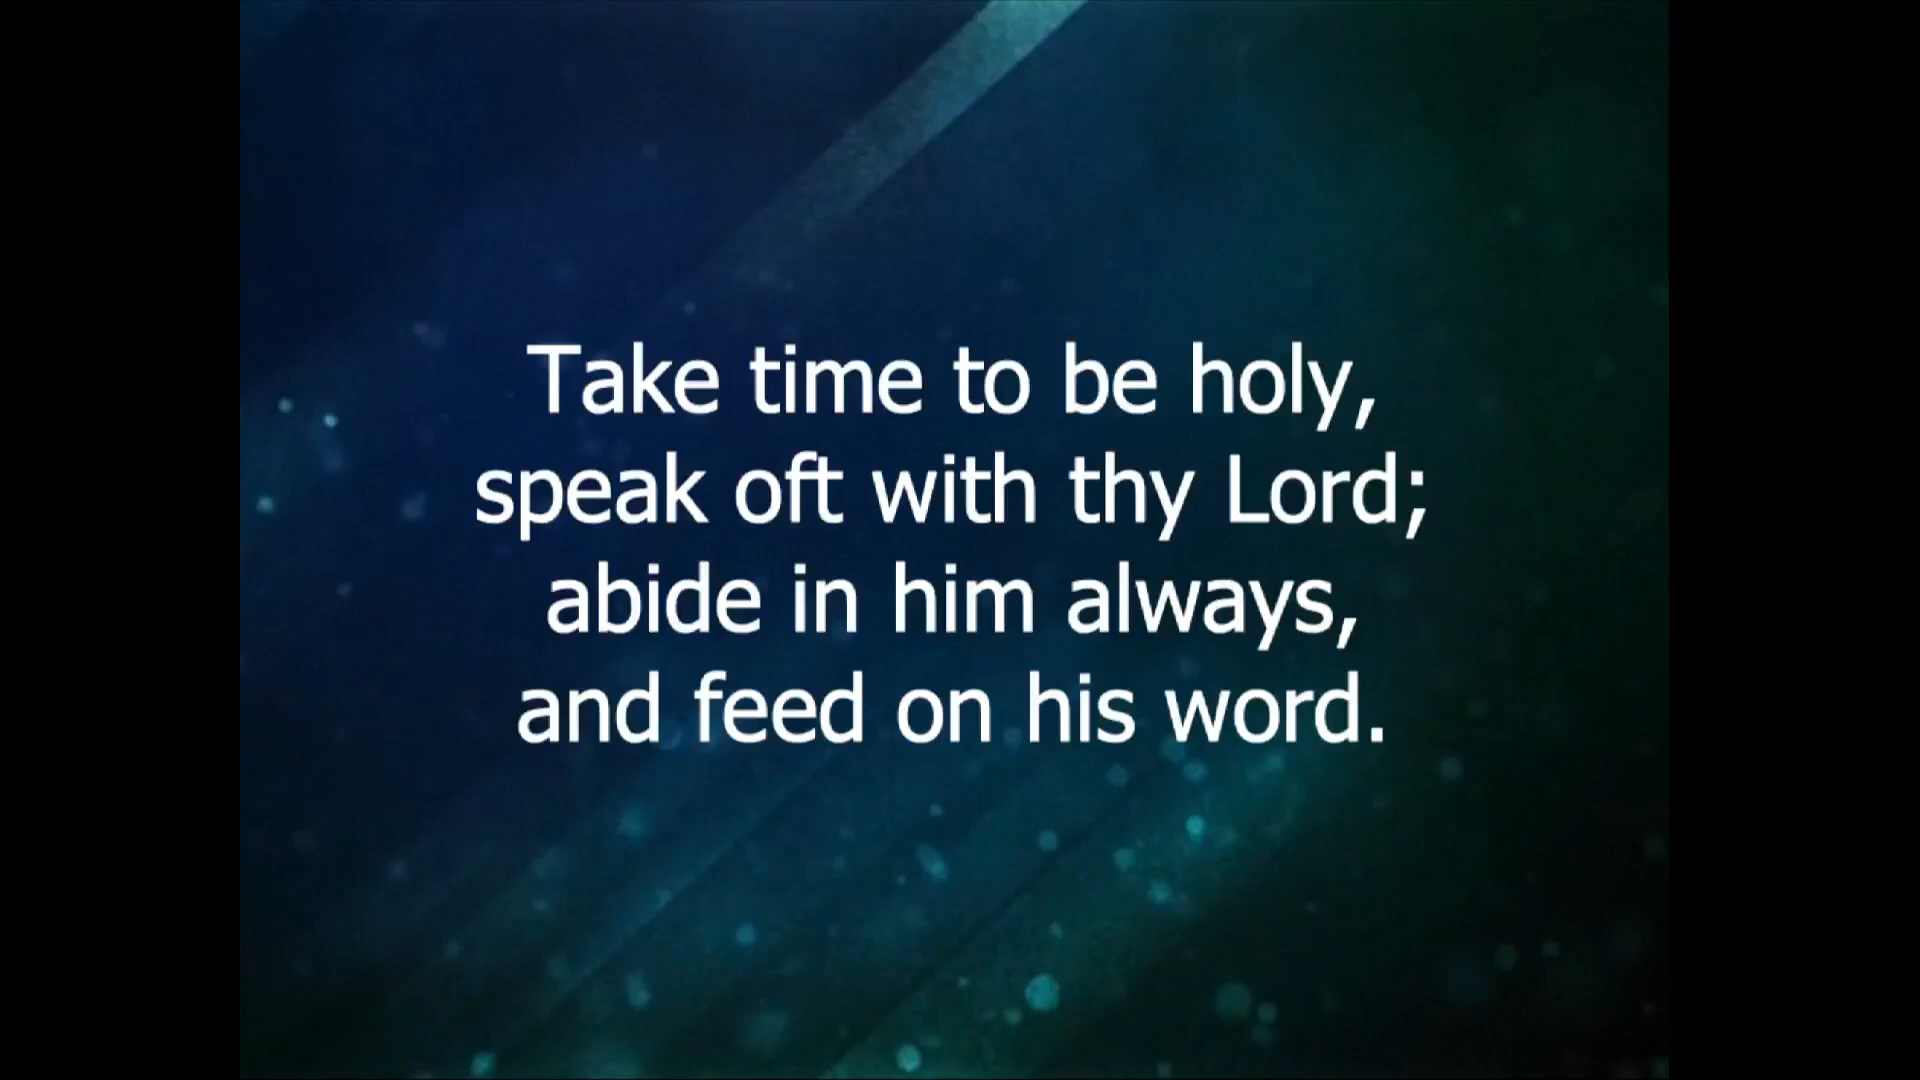 Take time to be holy,
speak oft with thy Lord;
abide in him always,
and feed on his word.